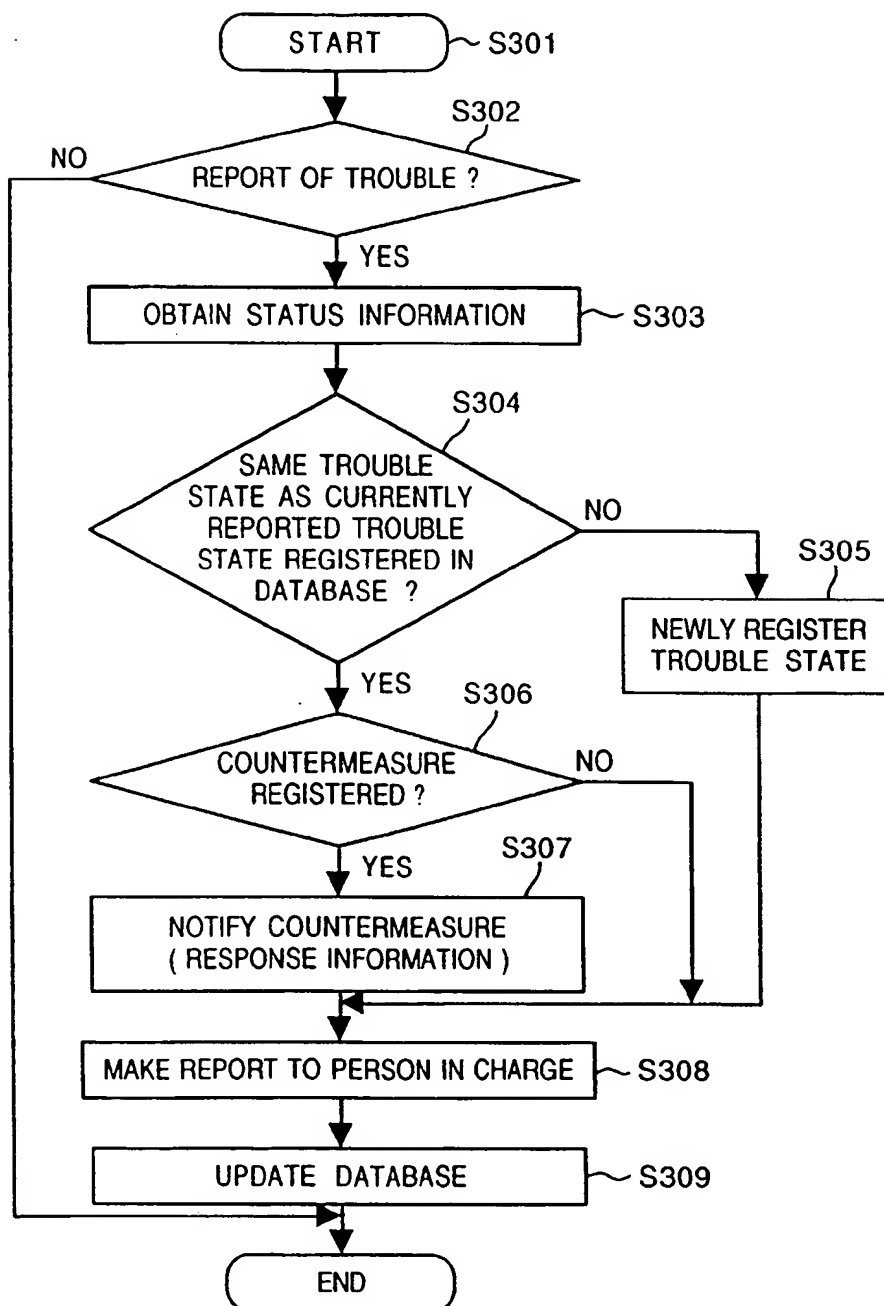 START
S301
S302
NO
REPORT OF TROUBLE ?
YES
OBTAIN STATUS INFORMATION
S303
S304
SAME TROUBLE
STATE AS CURRENTLY
REPORTED TROUBLE
STATE REGISTERED IN
DATABASE ?
NO
S305
NEWLY REGISTER
TROUBLE STATE
YES
S306
COUNTERMEASURE
REGISTERED ?
NO
YES
S307
NOTIFY COUNTERMEASURE
( RESPONSE INFORMATION )
MAKE REPORT TO PERSON IN CHARGE
S308
UPDATE DATABASE
S309
END